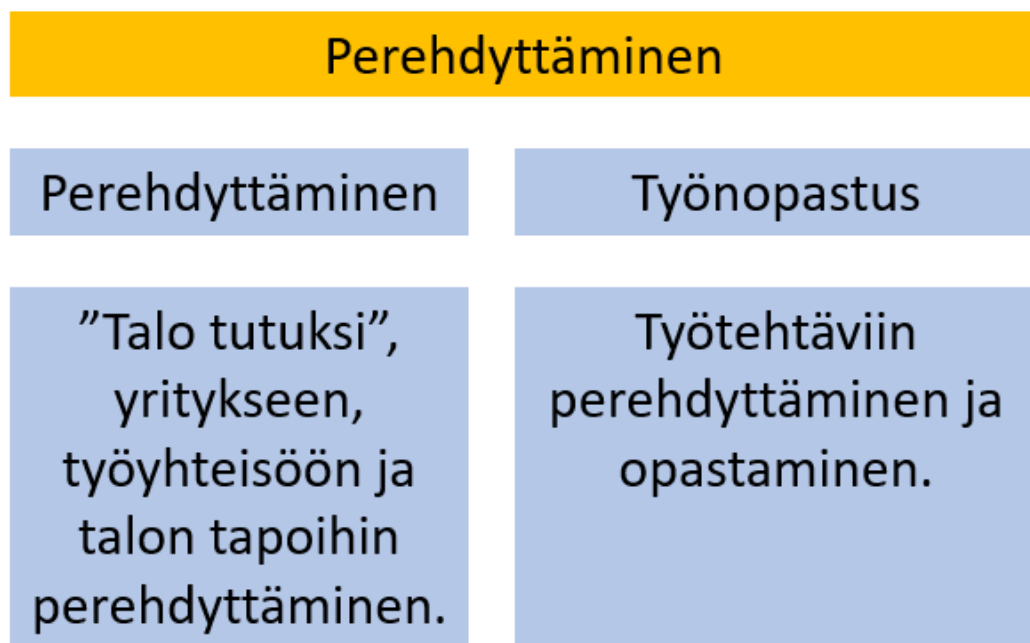 Perehdyttäminen
Perehdyttäminen
Työnopastus
”Talo tutuksi”,
yritykseen,
työyhteisöön ja
talon tapoihin
perehdyttäminen.
Työtehtäviin
perehdyttäminen ja
opastaminen.